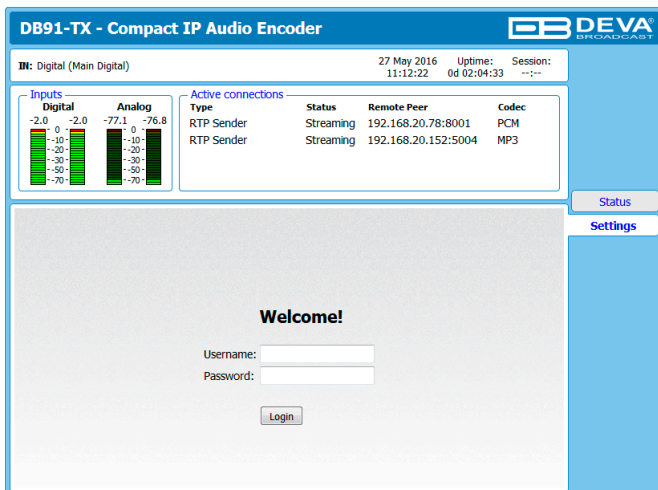 DB91-TX - Compact IP Audio Encoder
DEVA
BROADCAST
IN: Digital (Main Digital)
27 May 2016 Uptime: Session:
11:12:22 0d 02:04:33 --:--
Inputs
Digital Analog
-2.0 -2.0 -77.1 -76.8
- 0 - - 0 -
-10- -10-
-20- -20-
-30- -30-
-50- -50-
-70- -70-
Active connections
Type Status Remote Peer Codec
RTP Sender Streaming 192.168.20.78:8001 PCM
RTP Sender Streaming 192.168.20.152:5004 MP3
Status
Settings
Welcome!
Username:
Password:
Login